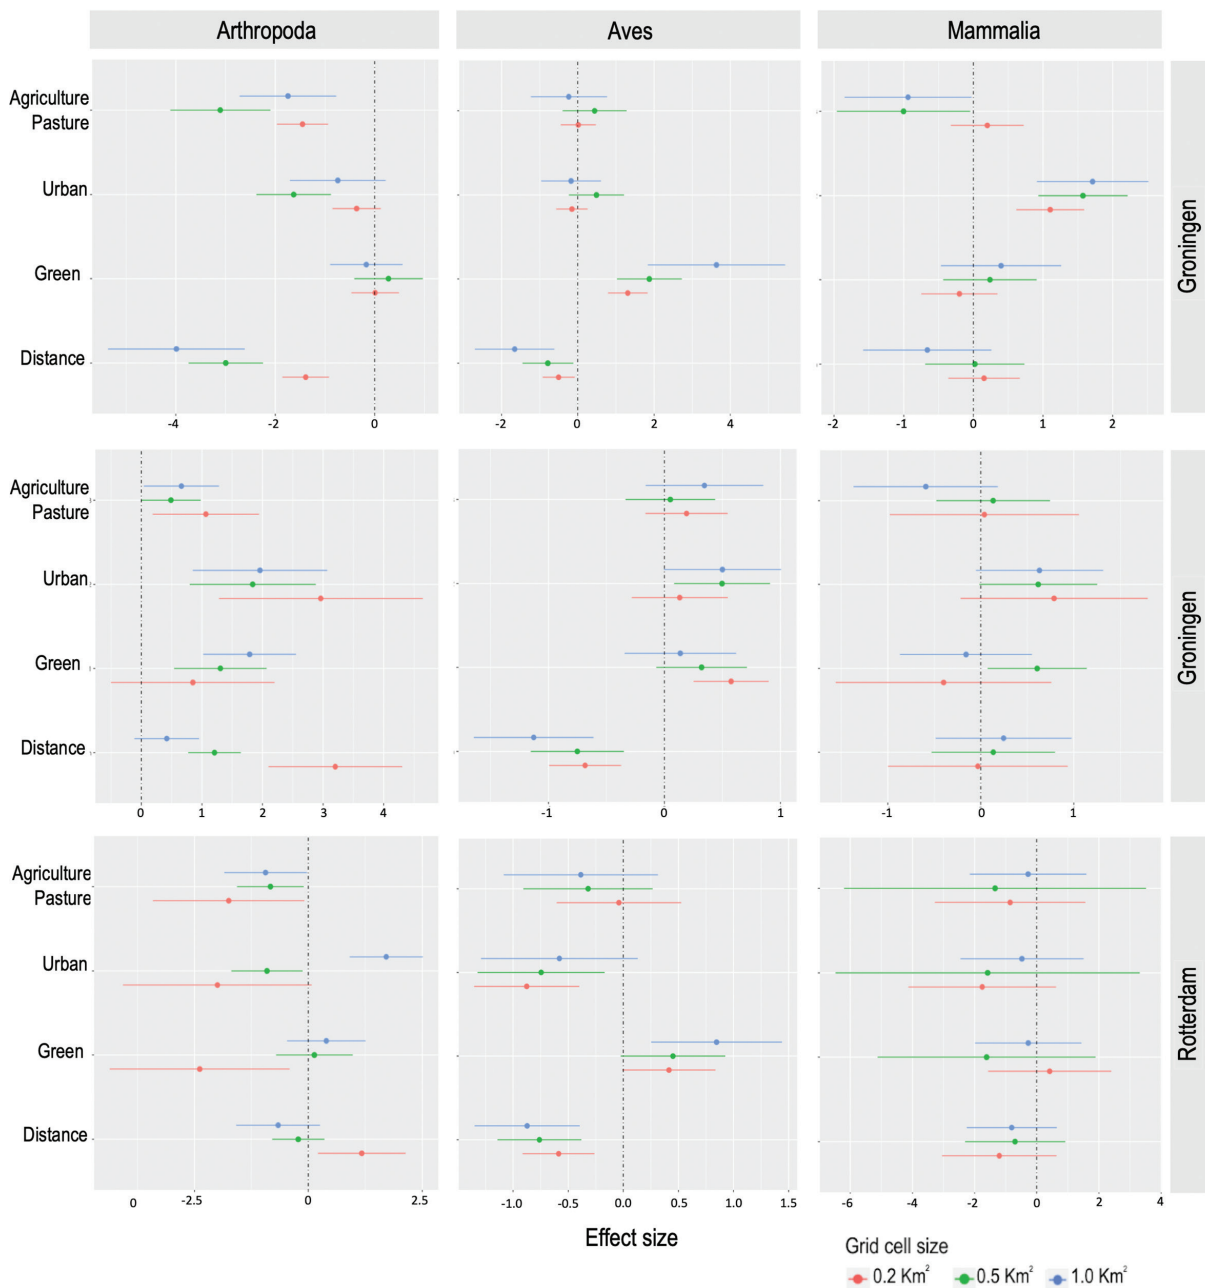 Arthropoda Aves Mammalia
Agriculture
Pasture
Urban
Green
Distance
Groningen
-4 -2 0 -2 0 2 4 -2 -1 0 1 2
Agriculture
Pasture
Urban
Green
Distance
Groningen
0 1 2 3 4 -1 0 1 -1 0 1
Agriculture
Pasture
Urban
Green
Distance
Rotterdam
0 -2.5 0 2.5 -1.0 -0.5 0.0 0.5 1.0 1.5 -6 -4 -2 0 2 4
Effect size
Grid cell size
0.2 Km² 0.5 Km² 1.0 Km²